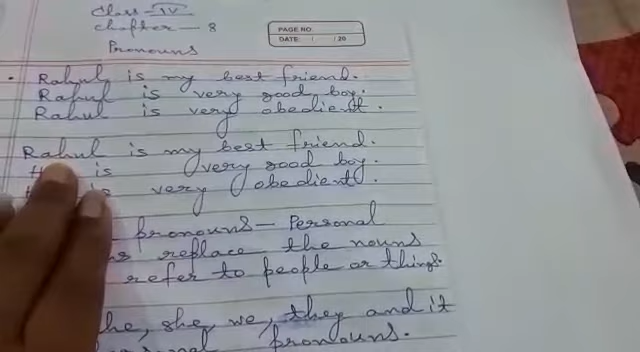 Class - IV
chapter - 8
Pronouns
PAGE NO
DATE / / 20
Rahul is my best friend.
Rahul is very good boy.
Rahul is very obedient.
Rahul is my best friend.
is very good boy.
is very obedient.
pronouns - Personal
replace the nouns
refer to people or things.
he, she, we, they and it
pronouns.